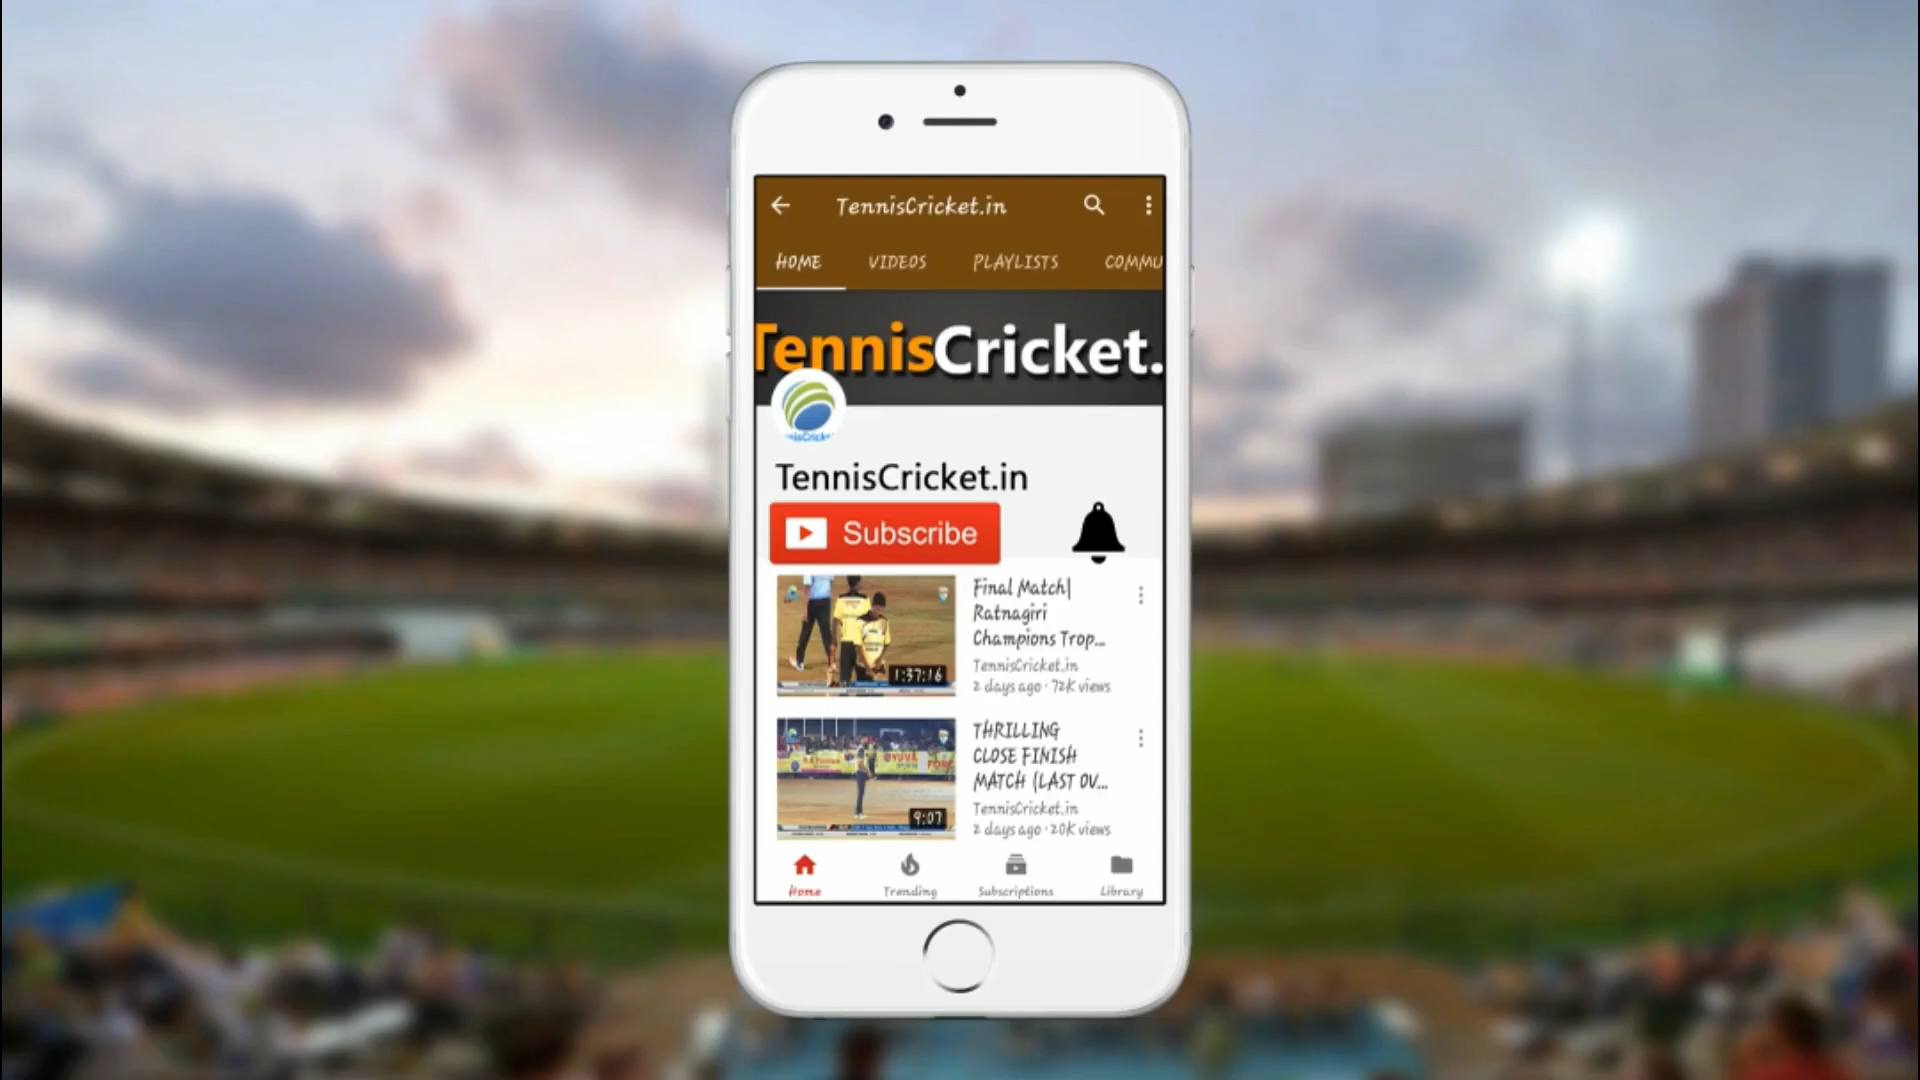 TennisCricket.in
HOME VIDEOS PLAYLISTS COMMU
TennisCricket.
TennisCricket.in
Subscribe
Final Match|
Ratnagiri
Champions Trop...
TennisCricket.in
2 days ago · 72K views
1:37:16
THRILLING
CLOSE FINISH
MATCH (LAST OV...
TennisCricket.in
2 days ago · 20K views
9:07
Home Trending Subscriptions Library